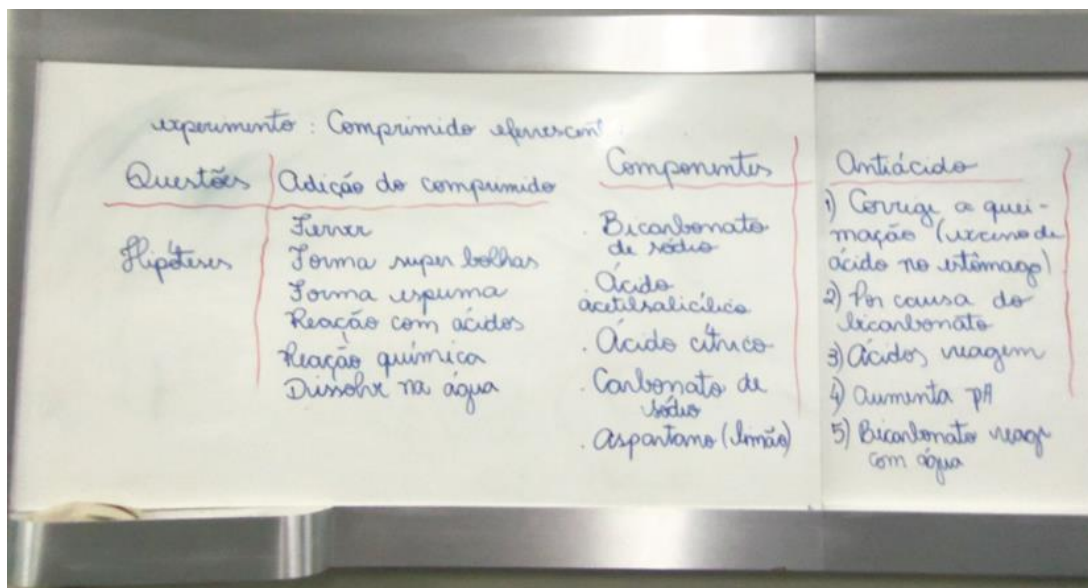 experimento : Comprimido efervescent
Questões
Hipóteses
Adição do comprimido
Ferver
Forma super bolhas
Forma espuma
Reação com ácidos
Reação química
Dissolve na água
Componentes
. Bicarbonato
de sódio
. Ácido
acetilsalicílico
. Ácido cítrico
. Carbonato de
sódio
. Aspartano (limão)
Antiácido
1) Corrige a quei-
mação (excesso de
ácido no estômago)
2) Por causa do
bicarbonato
3) Ácidos reagem
4) Aumenta pH
5) Bicarbonato reage
com água